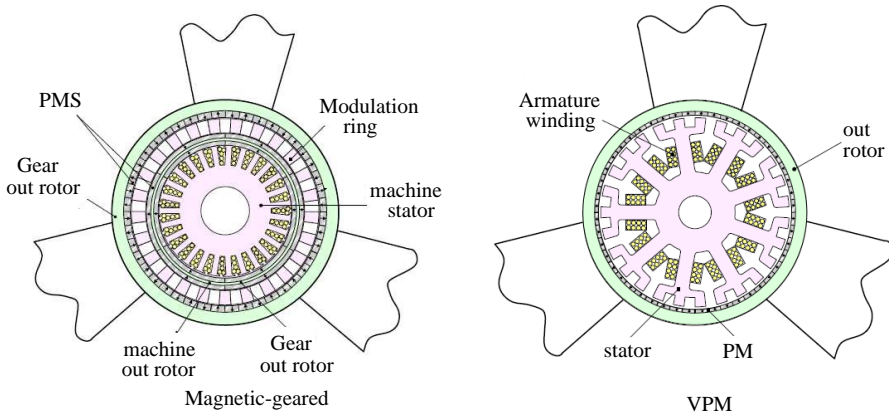 PMS
Modulation
ring
Gear
out rotor
machine
stator
machine
out rotor
Gear
out rotor
Magnetic-geared
Armature
winding
out
rotor
stator
PM
VPM